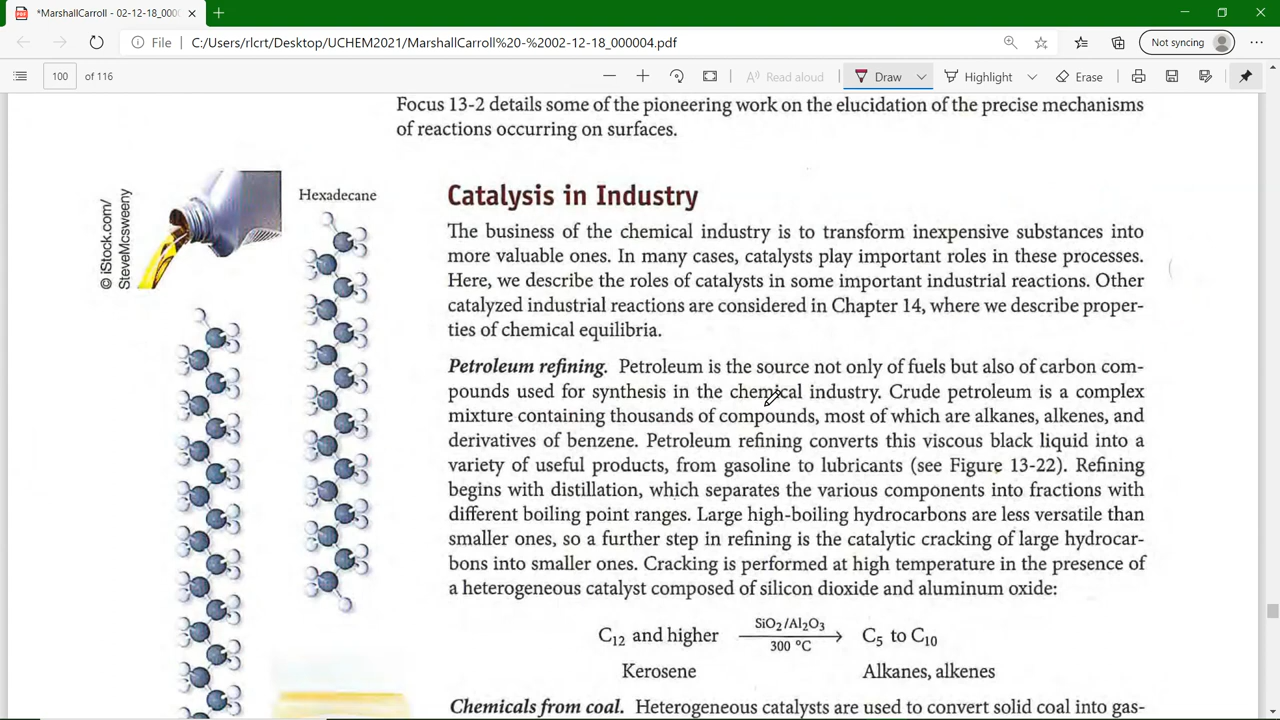 *MarshallCarroll - 02-12-18_0000
File
C:/Users/rlcrt/Desktop/UCHEM2021/MarshallCarroll%20-%2002-12-18_000004.pdf
Not syncing
100 of 116
Read aloud
Draw
Highlight
Erase
Focus 13-2 details some of the pioneering work on the elucidation of the precise mechanisms
of reactions occurring on surfaces.
© iStock.com/
SteveMcsweeny
Hexadecane
Catalysis in Industry
The business of the chemical industry is to transform inexpensive substances into
more valuable ones. In many cases, catalysts play important roles in these processes.
Here, we describe the roles of catalysts in some important industrial reactions. Other
catalyzed industrial reactions are considered in Chapter 14, where we describe proper-
ties of chemical equilibria.
Petroleum refining. Petroleum is the source not only of fuels but also of carbon com-
pounds used for synthesis in the chemical industry. Crude petroleum is a complex
mixture containing thousands of compounds, most of which are alkanes, alkenes, and
derivatives of benzene. Petroleum refining converts this viscous black liquid into a
variety of useful products, from gasoline to lubricants (see Figure 13-22). Refining
begins with distillation, which separates the various components into fractions with
different boiling point ranges. Large high-boiling hydrocarbons are less versatile than
smaller ones, so a further step in refining is the catalytic cracking of large hydrocar-
bons into smaller ones. Cracking is performed at high temperature in the presence of
a heterogeneous catalyst composed of silicon dioxide and aluminum oxide:
SiO₂/Al₂O₃
C₁₂ and higher ⟶ C₅ to C₁₀
300 °C
Kerosene Alkanes, alkenes
Chemicals from coal. Heterogeneous catalysts are used to convert solid coal into gas-